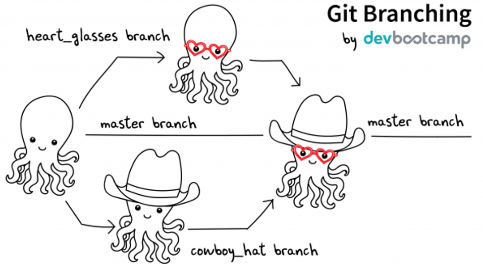 Git Branching
by devbootcamp
heart_glasses branch
master branch
master branch
cowboy_hat branch